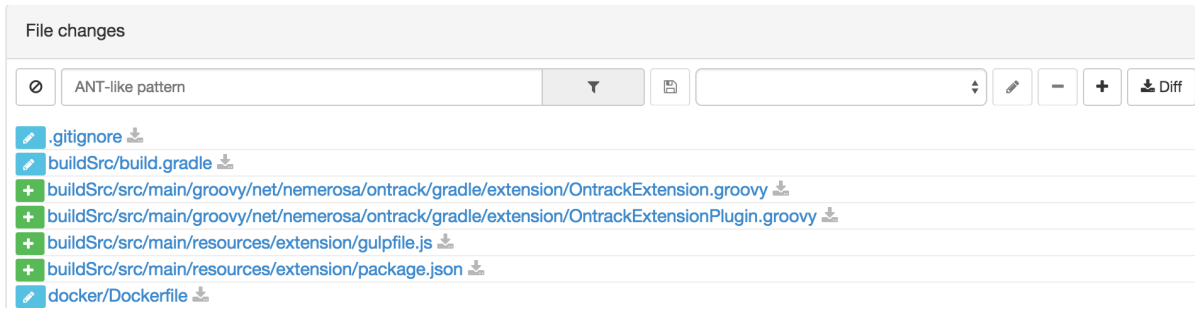 File changes
ANT-like pattern Diff
.gitignore
buildSrc/build.gradle
buildSrc/src/main/groovy/net/nemerosa/ontrack/gradle/extension/OntrackExtension.groovy
buildSrc/src/main/groovy/net/nemerosa/ontrack/gradle/extension/OntrackExtensionPlugin.groovy
buildSrc/src/main/resources/extension/gulpfile.js
buildSrc/src/main/resources/extension/package.json
docker/Dockerfile